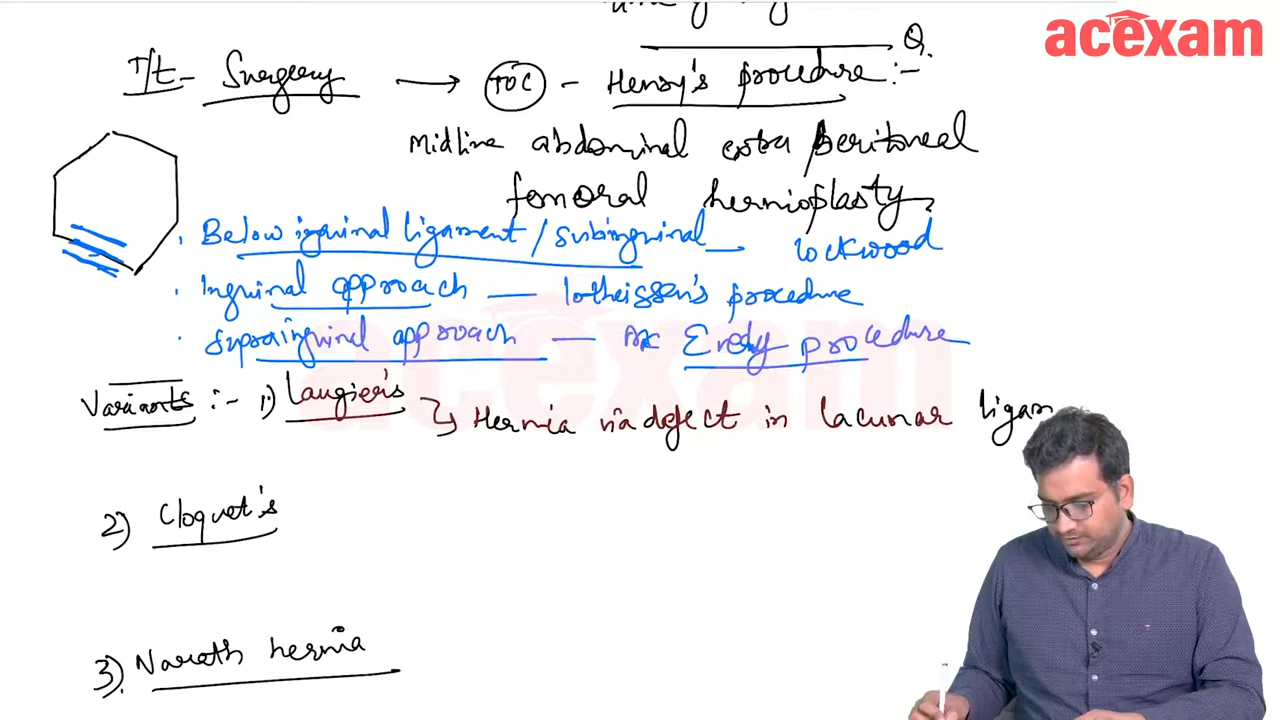 acexam
Q.
T/t - Surgery → TOC - Henry's procedure :-
Midline abdominal extra peritoneal
femoral hernioplasty
. Below inguinal ligament / subinguinal — lockwood
. Inguinal approach — lotheissen's procedure
. Suprainguinal approach — Mc Evedy procedure
Variants :- 1) Laugier's ↳ Hernia via defect in lacunar ligam
2) Cloquet's
3) Narath hernia
acexam